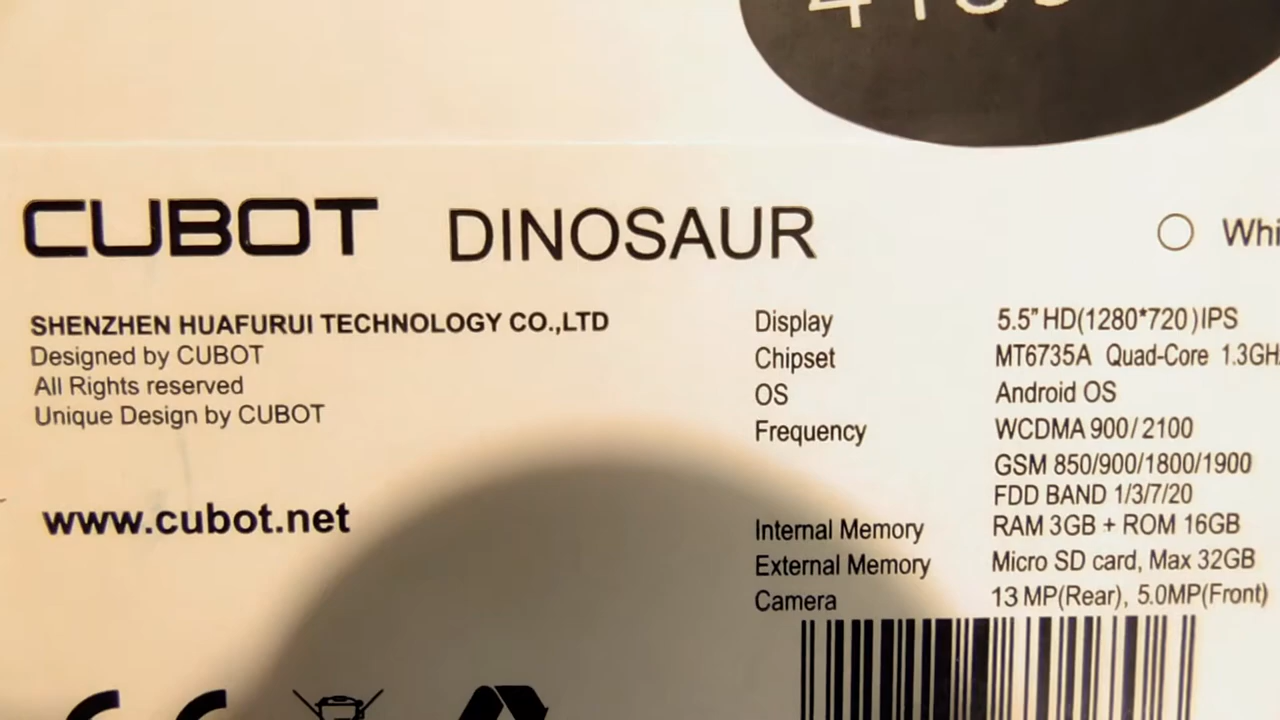 CUBOT DINOSAUR
SHENZHEN HUAFURUI TECHNOLOGY CO.,LTD
Designed by CUBOT
All Rights reserved
Unique Design by CUBOT
www.cubot.net
Display 5.5" HD(1280*720)IPS
Chipset MT6735A Quad-Core 1.3GH
OS Android OS
Frequency WCDMA 900/2100
GSM 850/900/1800/1900
FDD BAND 1/3/7/20
Internal Memory RAM 3GB + ROM 16GB
External Memory Micro SD card, Max 32GB
Camera 13 MP(Rear), 5.0MP(Front)